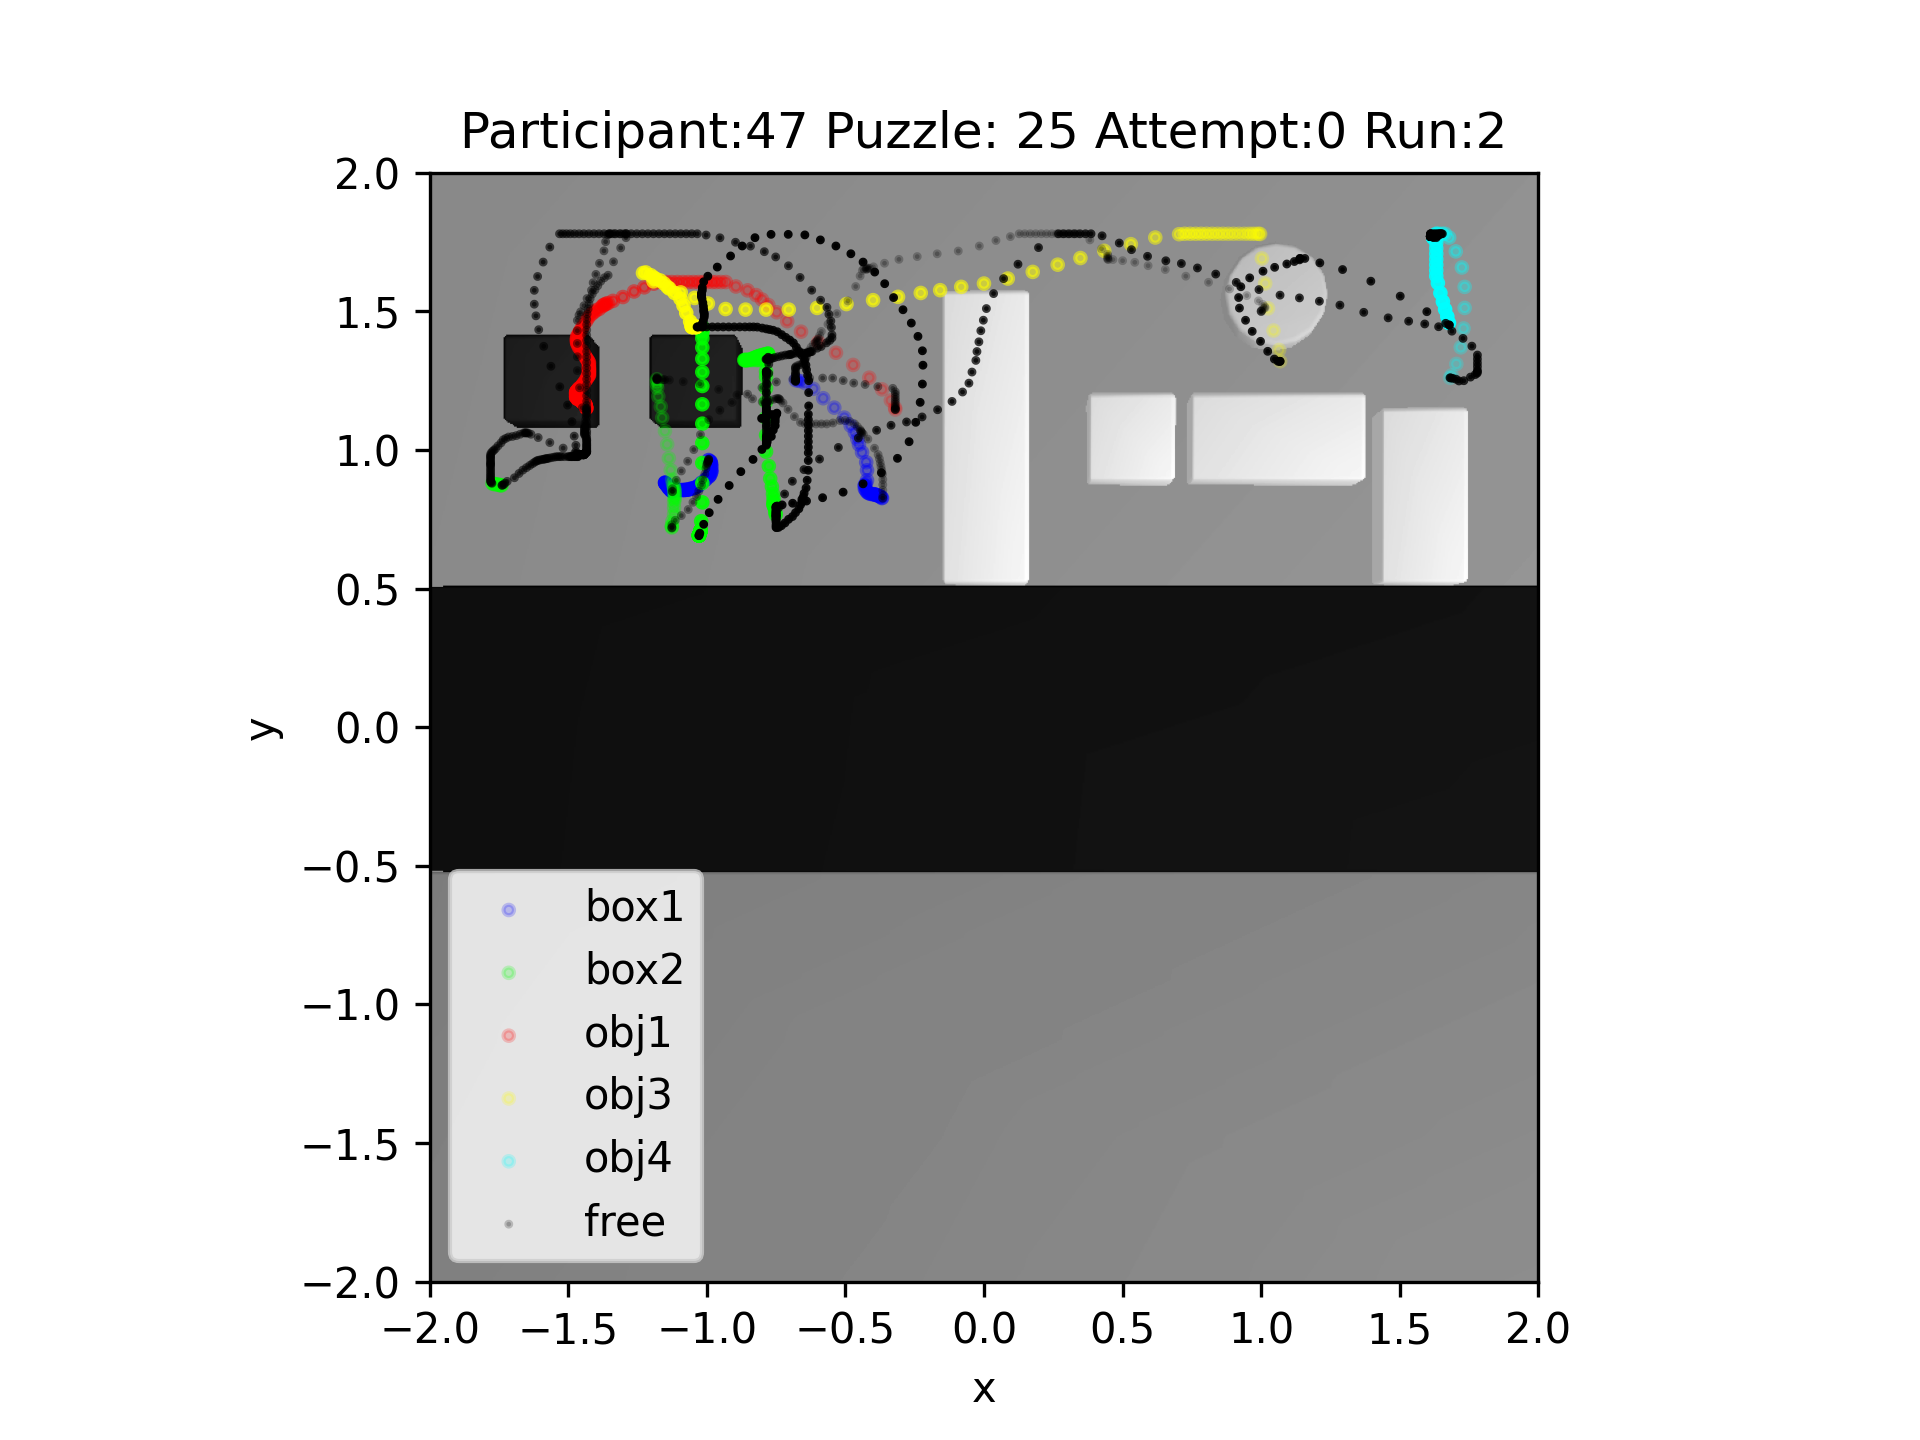 Participant:47 Puzzle: 25 Attempt:0 Run:2
2.0
1.5
1.0
0.5
0.0
−0.5
−1.0
−1.5
−2.0
y
box1
box2
obj1
obj3
obj4
free
−2.0 −1.5 −1.0 −0.5 0.0 0.5 1.0 1.5 2.0
x